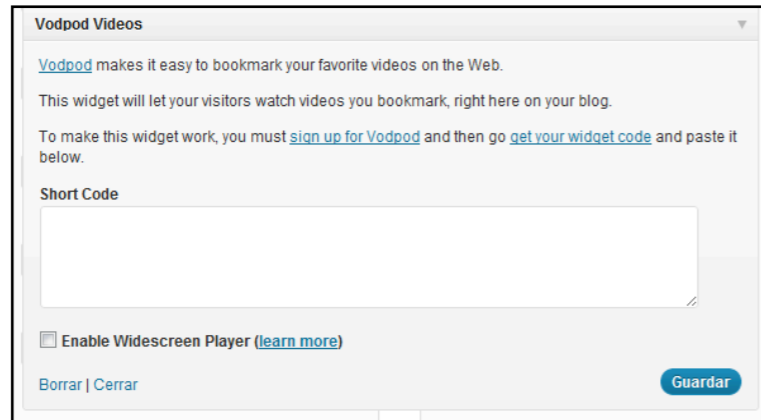 Vodpod Videos
Vodpod makes it easy to bookmark your favorite videos on the Web.
This widget will let your visitors watch videos you bookmark, right here on your blog.
To make this widget work, you must sign up for Vodpod and then go get your widget code and paste it
below.
Short Code
Enable Widescreen Player (learn more)
Borrar | Cerrar
Guardar